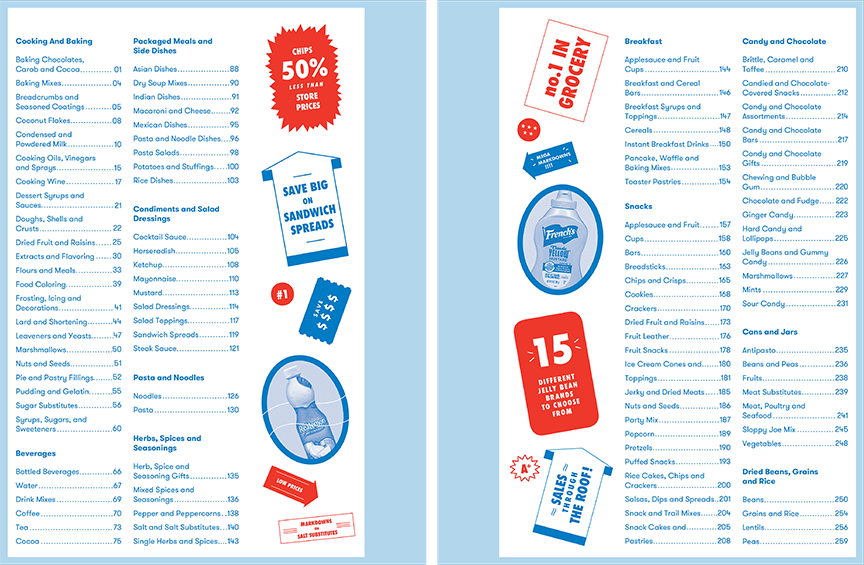 Cooking And Baking
Baking Chocolates,
Carob and Cocoa............01
Baking Mixes............04
Breadcrumbs and
Seasoned Coatings............05
Coconut Flakes............08
Condensed and
Powdered Milk............10
Cooking Oils, Vinegars
and Sprays............15
Cooking Wine............17
Dessert Syrups and
Sauces............21
Doughs, Shells and
Crusts............22
Dried Fruit and Raisins............25
Extracts and Flavoring............30
Flours and Meals............33
Food Coloring............39
Frosting, Icing and
Decorations............41
Lard and Shortening............44
Leaveners and Yeasts............47
Marshmallows............50
Nuts and Seeds............51
Pie and Pastry Fillings............52
Pudding and Gelatin............55
Sugar Substitutes............56
Syrups, Sugars, and
Sweeteners............60
Beverages
Bottled Beverages............66
Water............67
Drink Mixes............69
Coffee............70
Tea............73
Cocoa............75
Packaged Meals and
Side Dishes
Asian Dishes............88
Dry Soup Mixes............90
Indian Dishes............91
Macaroni and Cheese............92
Mexican Dishes............95
Pasta and Noodle Dishes....96
Pasta Salads............98
Potatoes and Stuffings.....100
Rice Dishes............103
Condiments and Salad
Dressings
Cocktail Sauce............104
Horseradish............105
Ketchup............108
Mayonnaise............110
Mustard............113
Salad Dressings............114
Salad Toppings............117
Sandwich Spreads............119
Steak Sauce............121
Pasta and Noodles
Noodles............126
Pasta............130
Herbs, Spices and
Seasonings
Herb, Spice and
Seasoning Gifts............135
Mixed Spices and
Seasonings............136
Pepper and Peppercorns..138
Salt and Salt Substitutes...140
Single Herbs and Spices....143
CHIPS
50%
LESS THAN
STORE
PRICES
SAVE BIG
ON
SANDWICH
SPREADS
#1
SAVE
$$$
ReaLemon
LOW PRICES
MARKDOWNS
on
SALT SUBSTITUTES
no.1 IN
GROCERY
MEGA
MARKDOWNS
!!!!
French's
Classic
YELLOW
MUSTARD
15
DIFFERENT
JELLY BEAN
BRANDS
TO CHOOSE
FROM
A+
SALES
THROUGH
THE ROOF!
Breakfast
Applesauce and Fruit
Cups............144
Breakfast and Cereal
Bars............146
Breakfast Syrups and
Toppings............147
Cereals............148
Instant Breakfast Drinks....150
Pancake, Waffle and
Baking Mixes............153
Toaster Pastries............154
Snacks
Applesauce and Fruit.......157
Cups............158
Bars............160
Breadsticks............163
Chips and Crisps............165
Cookies............168
Crackers............170
Dried Fruit and Raisins......173
Fruit Leather............176
Fruit Snacks............178
Ice Cream Cones and......180
Toppings............181
Jerky and Dried Meats.....185
Nuts and Seeds............186
Party Mix............187
Popcorn............189
Pretzels............190
Puffed Snacks............193
Rice Cakes, Chips and
Crackers............200
Salsas, Dips and Spreads..201
Snack and Trail Mixes.......204
Snack Cakes and............205
Pastries............208
Candy and Chocolate
Brittle, Caramel and
Toffee............210
Candied and Chocolate-
Covered Snacks............212
Candy and Chocolate
Assortments............214
Candy and Chocolate
Bars............217
Candy and Chocolate
Gifts............219
Chewing and Bubble
Gum............220
Chocolate and Fudge.......222
Ginger Candy............223
Hard Candy and
Lollipops............225
Jelly Beans and Gummy
Candy............226
Marshmallows............227
Mints............229
Sour Candy............231
Cans and Jars
Antipasto............235
Beans and Peas............236
Fruits............238
Meat Substitutes............239
Meat, Poultry and
Seafood............241
Sloppy Joe Mix............245
Vegetables............248
Dried Beans, Grains
and Rice
Beans............250
Grains and Rice............254
Lentils............256
Peas............259